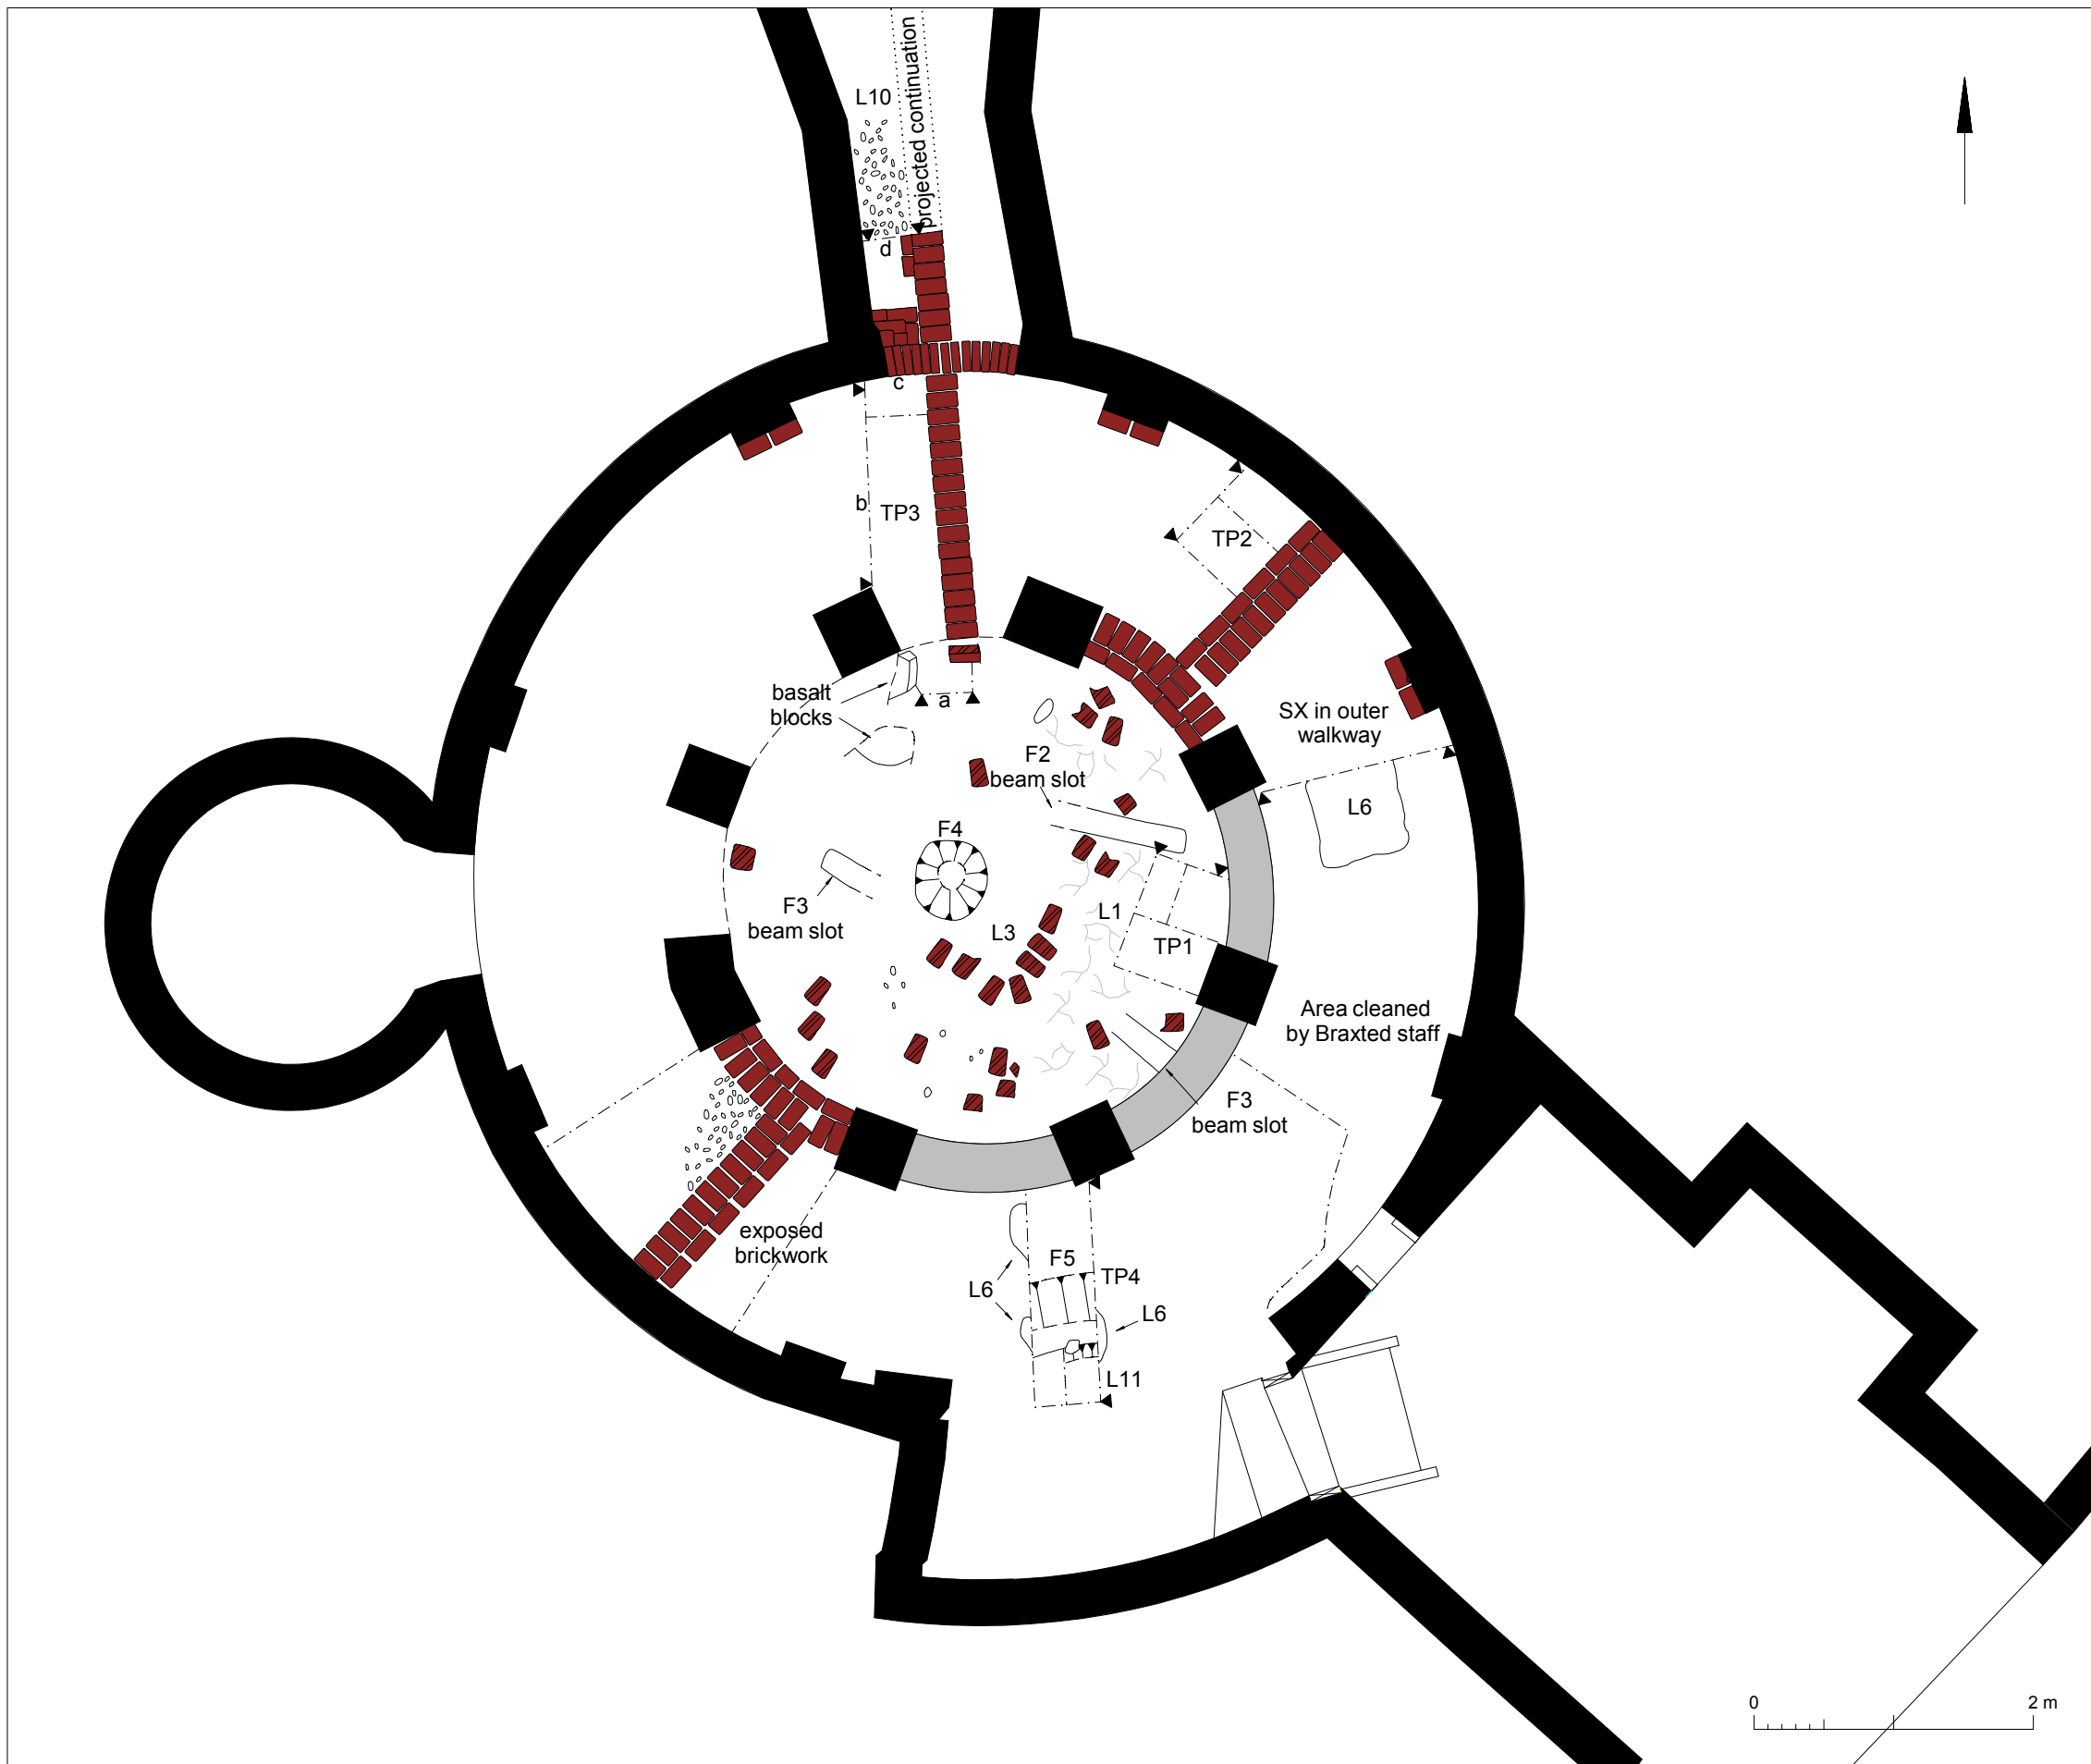 projected continuation
L10
d
c
b
TP3
TP2
basalt
blocks
a
SX in outer
walkway
F2
beam slot
L6
F4
F3
beam slot
L3
L1
TP1
Area cleaned
by Braxted staff
F3
beam slot
exposed
brickwork
F5
TP4
L6
L6
L11
0
2 m